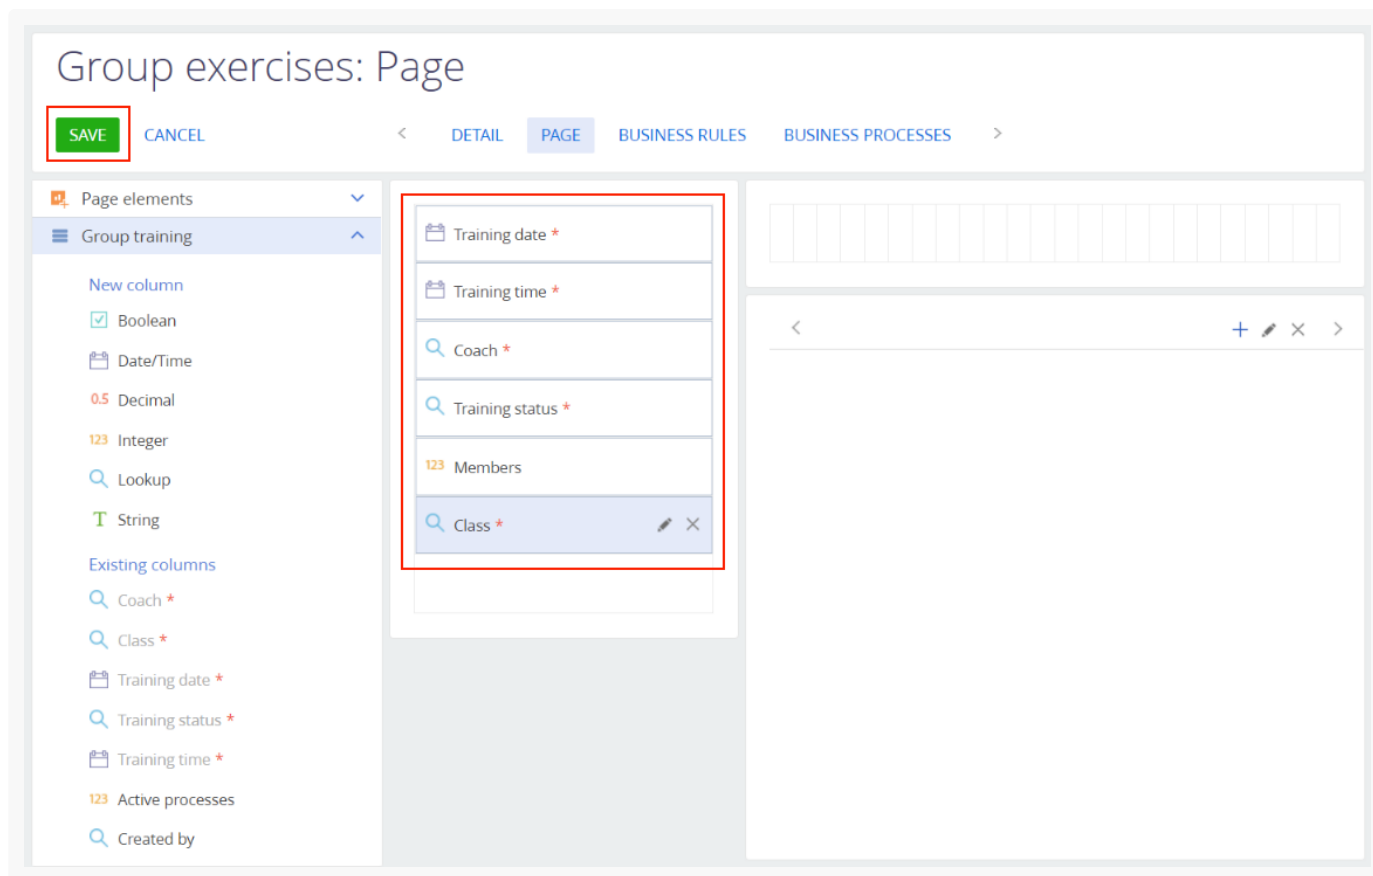 Group exercises: Page
SAVE CANCEL DETAIL PAGE BUSINESS RULES BUSINESS PROCESSES
Page elements
Group training
New column
Boolean
Date/Time
0.5 Decimal
123 Integer
Lookup
T String
Existing columns
Coach *
Class *
Training date *
Training status *
Training time *
123 Active processes
Created by
Training date *
Training time *
Coach *
Training status *
123 Members
Class *